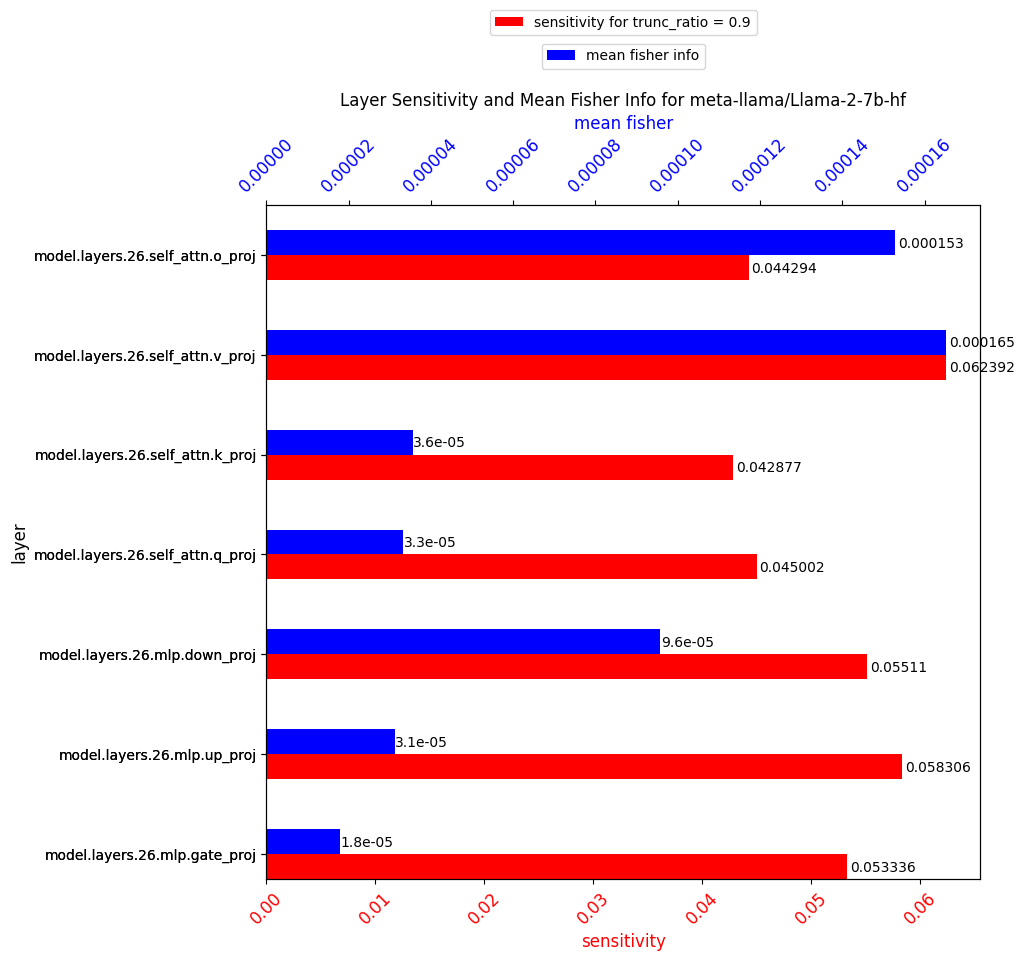 sensitivity for trunc_ratio = 0.9
mean fisher info
Layer Sensitivity and Mean Fisher Info for meta-llama/Llama-2-7b-hf
mean fisher
0.00000 0.00002 0.00004 0.00006 0.00008 0.00010 0.00012 0.00014 0.00016
model.layers.26.self_attn.o_proj
0.000153
0.044294
model.layers.26.self_attn.v_proj
0.000165
0.062392
model.layers.26.self_attn.k_proj
3.6e-05
0.042877
model.layers.26.self_attn.q_proj
3.3e-05
0.045002
model.layers.26.mlp.down_proj
9.6e-05
0.05511
model.layers.26.mlp.up_proj
3.1e-05
0.058306
model.layers.26.mlp.gate_proj
1.8e-05
0.053336
layer
0.00 0.01 0.02 0.03 0.04 0.05 0.06
sensitivity